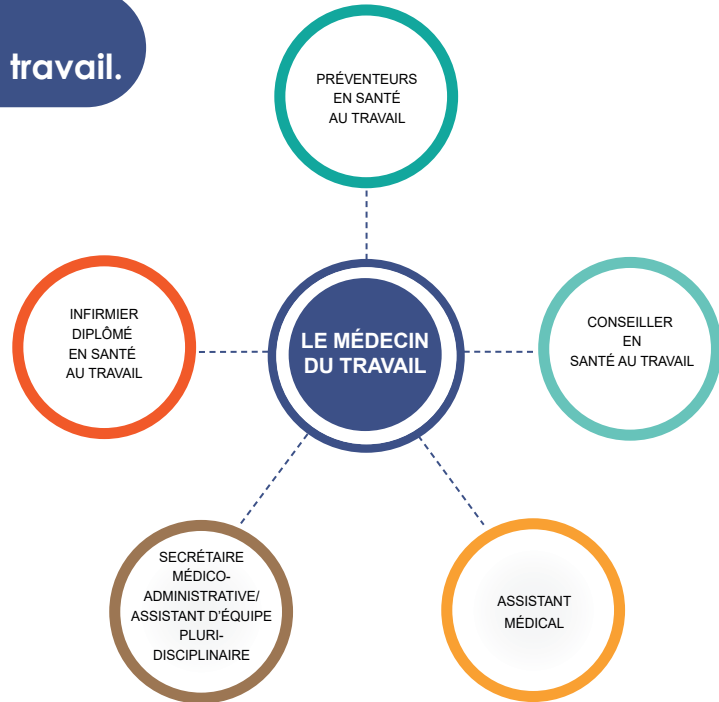 travail.
PRÉVENTEURS
EN SANTÉ
AU TRAVAIL
INFIRMIER
DIPLÔMÉ
EN SANTÉ
AU TRAVAIL
LE MÉDECIN
DU TRAVAIL
CONSEILLER
EN
SANTÉ AU TRAVAIL
SECRÉTAIRE
MÉDICO-
ADMINISTRATIVE/
ASSISTANT D'ÉQUIPE
PLURI-
DISCIPLINAIRE
ASSISTANT
MÉDICAL